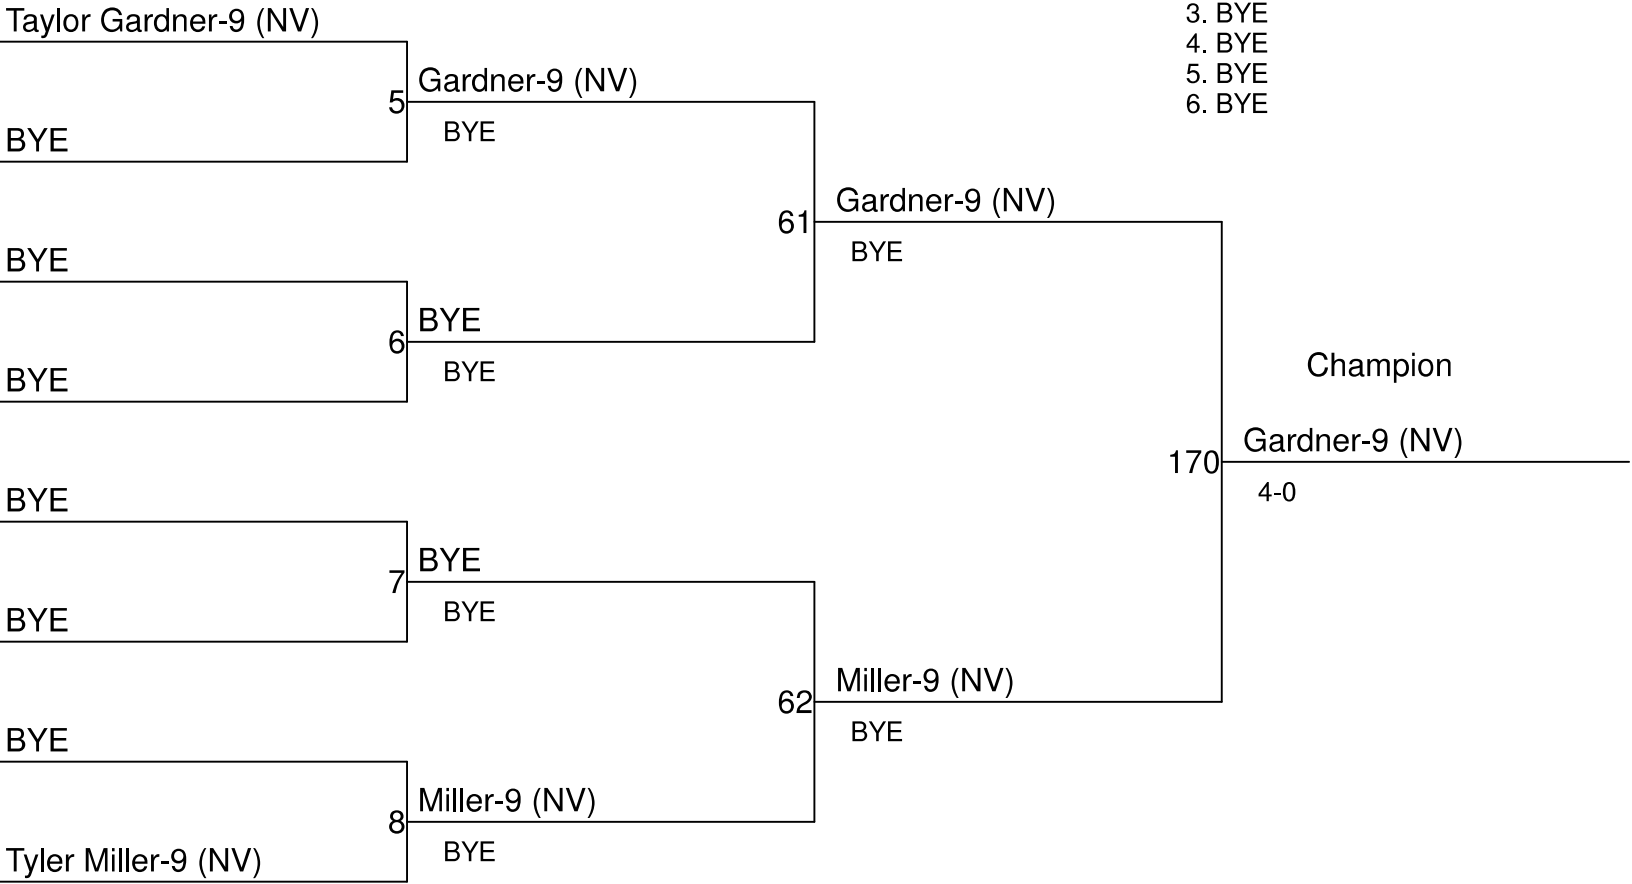 Taylor Gardner-9 (NV)
3. BYE
4. BYE
5. BYE
6. BYE
5
Gardner-9 (NV)
BYE
BYE
61
Gardner-9 (NV)
BYE
BYE
6
BYE
BYE
BYE
Champion
170
Gardner-9 (NV)
4-0
BYE
7
BYE
BYE
BYE
62
Miller-9 (NV)
BYE
BYE
8
Miller-9 (NV)
BYE
Tyler Miller-9 (NV)